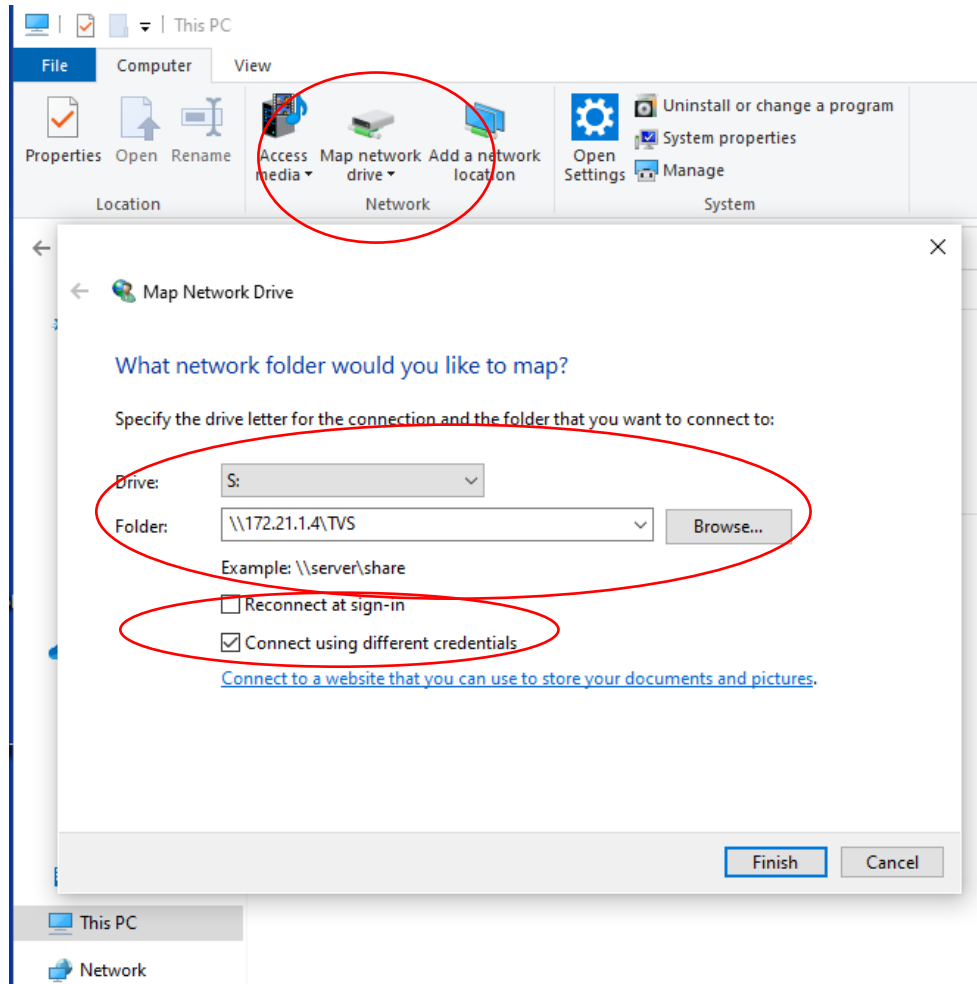 This PC
File Computer View
Properties Open Rename Access media Map network drive Add a network location Open Settings Uninstall or change a program
System properties
Manage
Location Network System
Map Network Drive
What network folder would you like to map?
Specify the drive letter for the connection and the folder that you want to connect to:
Drive: S:
Folder: \\172.21.1.4\TVS Browse...
Example: \\server\share
Reconnect at sign-in
Connect using different credentials
Connect to a website that you can use to store your documents and pictures.
Finish Cancel
This PC
Network